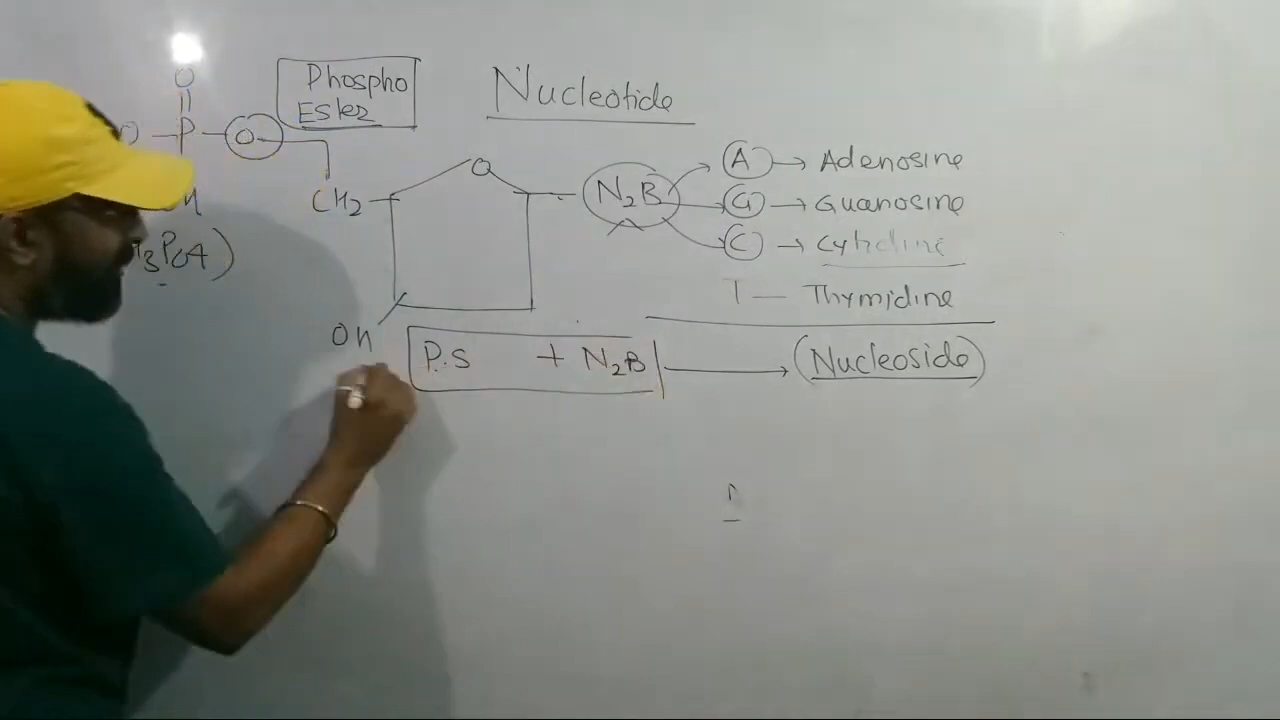 Phospho
Ester
Nucleotide
O
O
P
O
CH2
O
N2B
A → Adenosine
G → Guanosine
C → Cytidine
T — Thymidine
H3PO4)
OH
P.S + N2B → (Nucleoside)